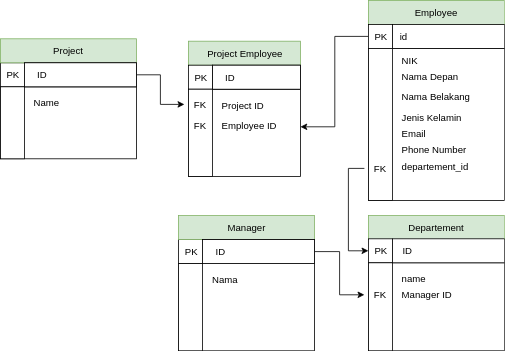 Project
PK ID
Name
Project Employee
PK ID
FK Project ID
FK Employee ID
Employee
PK id
NIK
Nama Depan
Nama Belakang
Jenis Kelamin
Email
Phone Number
FK departement_id
Manager
PK ID
Nama
Departement
PK ID
name
FK Manager ID